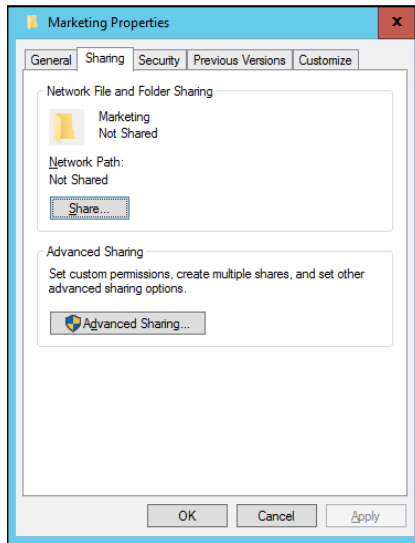 Marketing Properties
x
General Sharing Security Previous Versions Customize
Network File and Folder Sharing
Marketing
Not Shared
Network Path:
Not Shared
Share...
Advanced Sharing
Set custom permissions, create multiple shares, and set other
advanced sharing options.
Advanced Sharing...
OK Cancel Apply